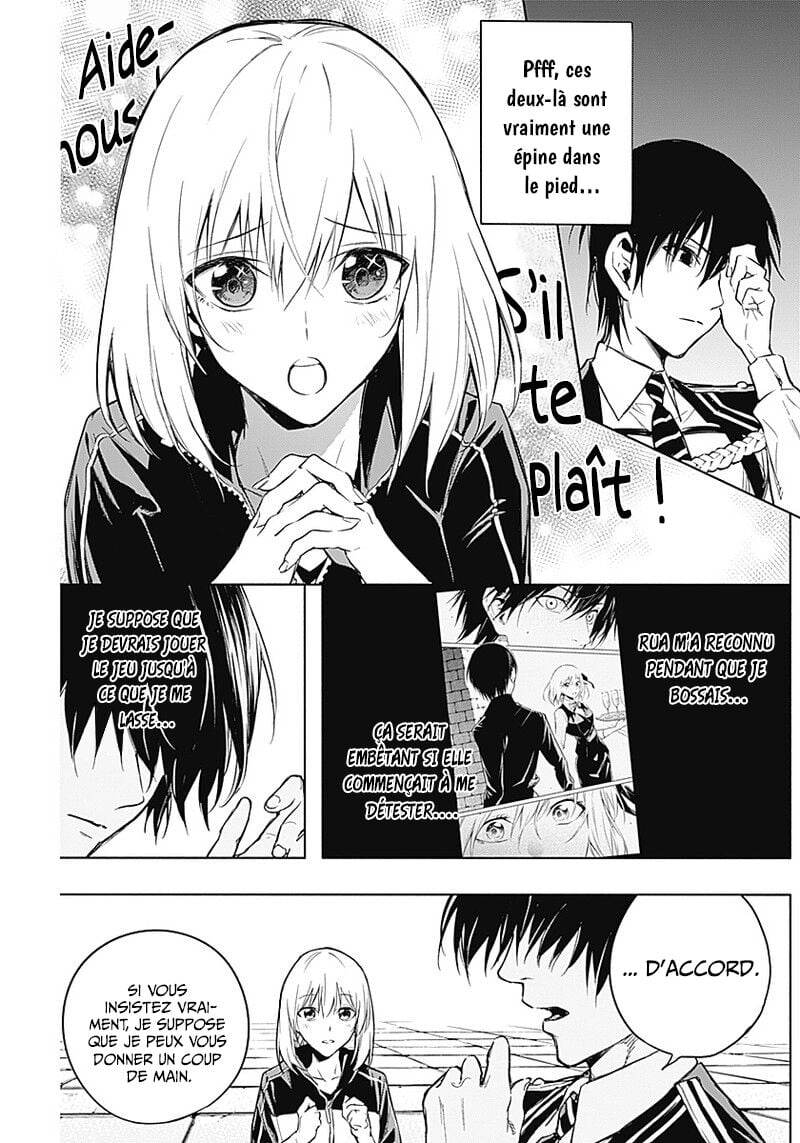 Pfff, ces
deux-là sont
vraiment une
épine dans
le pied...
Aide-
nous !
S'il
te
Plaît !
RUA M'A RECONNU
PENDANT QUE JE
BOSSAIS...
ÇA SERAIT
EMBÊTANT SI ELLE
COMMENÇAIT À ME
DÉTESTER....
JE SUPPOSE QUE
JE DEVRAIS JOUER
LE JEU JUSQU'À
CE QUE JE ME
LASSE...
... D'ACCORD.
SI VOUS
INSISTEZ VRAI-
MENT, JE SUPPOSE
QUE JE PEUX VOUS
DONNER UN COUP
DE MAIN.